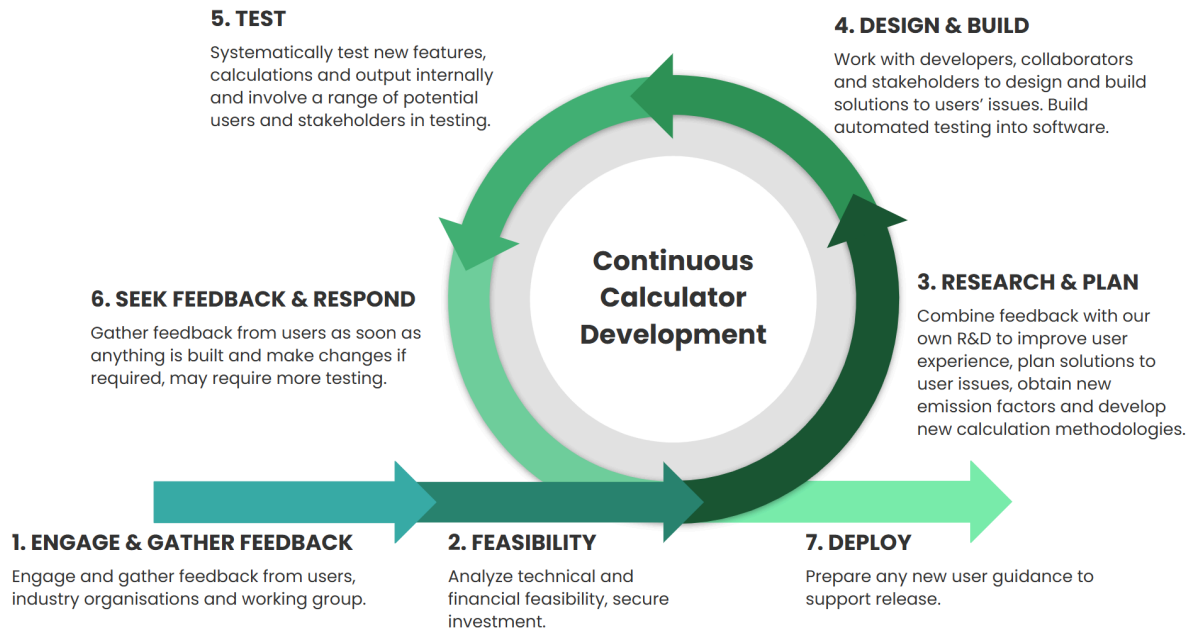 5. TEST
Systematically test new features,
calculations and output internally
and involve a range of potential
users and stakeholders in testing.
4. DESIGN & BUILD
Work with developers, collaborators
and stakeholders to design and build
solutions to users’ issues. Build
automated testing into software.
Continuous
Calculator
Development
6. SEEK FEEDBACK & RESPOND
Gather feedback from users as soon as
anything is built and make changes if
required, may require more testing.
3. RESEARCH & PLAN
Combine feedback with our
own R&D to improve user
experience, plan solutions to
user issues, obtain new
emission factors and develop
new calculation methodologies.
1. ENGAGE & GATHER FEEDBACK
Engage and gather feedback from users,
industry organisations and working group.
2. FEASIBILITY
Analyze technical and
financial feasibility, secure
investment.
7. DEPLOY
Prepare any new user guidance to
support release.